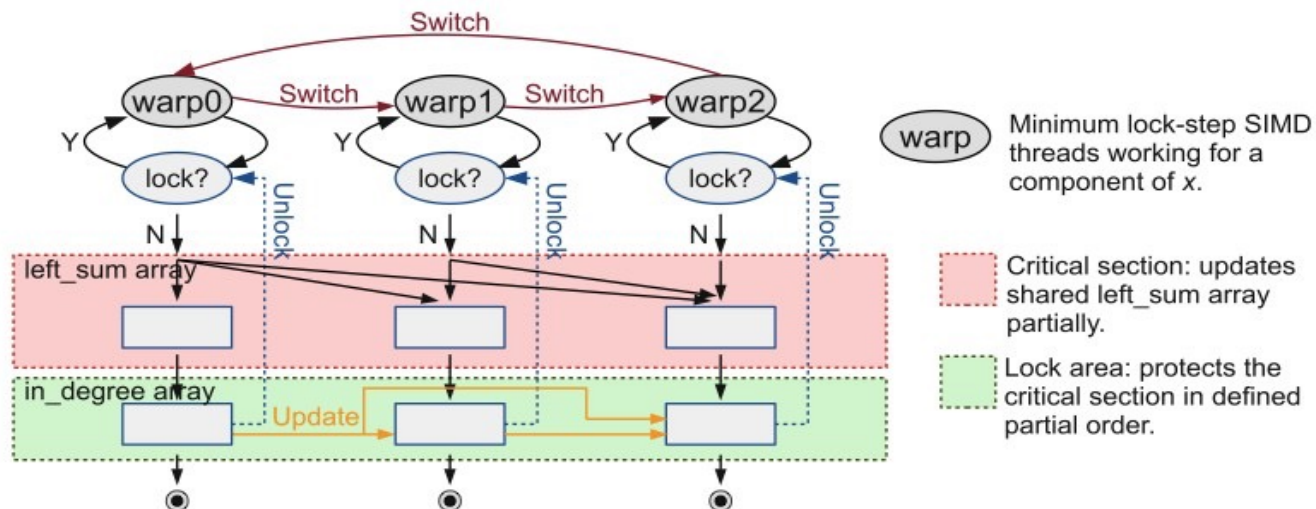 Switch
warp0
Switch
warp1
Switch
warp2
Y
lock?
Unlock
Y
lock?
Unlock
Y
lock?
Unlock
N
N
N
left_sum array
in_degree array
Update
warp
Minimum lock-step SIMD
threads working for a
component of x.
Critical section: updates
shared left_sum array
partially.
Lock area: protects the
critical section in defined
partial order.